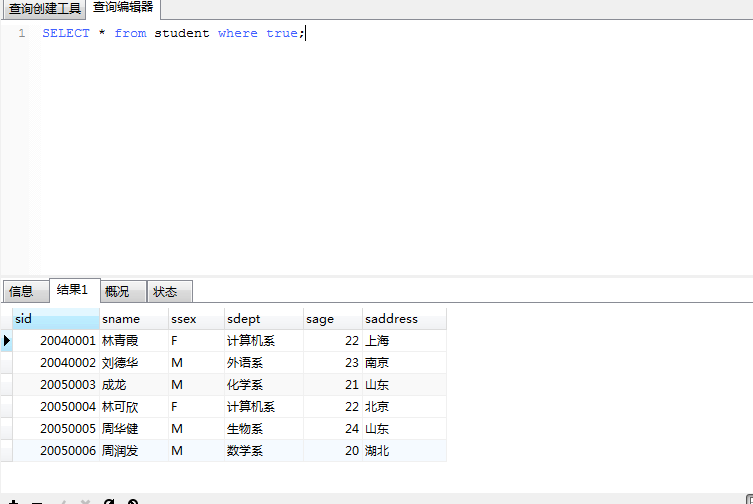 查询创建工具 查询编辑器
1 SELECT * from student where true;
信息 结果1 概况 状态
sid sname ssex sdept sage saddress
20040001 林青霞 F 计算机系 22 上海
20040002 刘德华 M 外语系 23 南京
20050003 成龙 M 化学系 21 山东
20050004 林可欣 F 计算机系 22 北京
20050005 周华健 M 生物系 24 山东
20050006 周润发 M 数学系 20 湖北